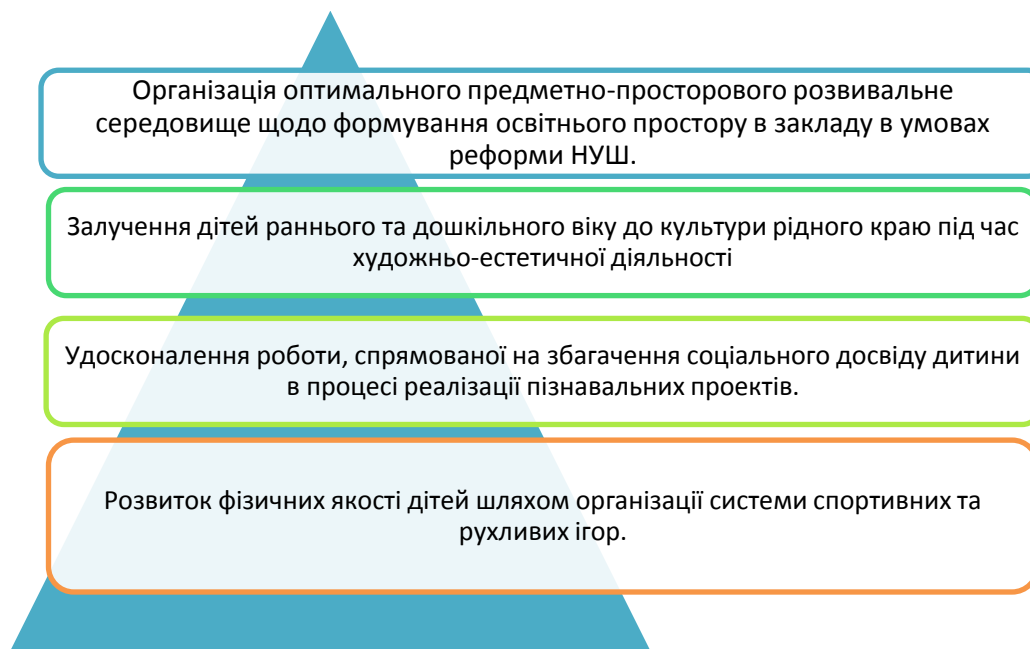 Організація оптимального предметно-просторового розвивальне
середовище щодо формування освітнього простору в закладу в умовах
реформи НУШ.
Залучення дітей раннього та дошкільного віку до культури рідного краю під час
художньо-естетичної діяльності
Удосконалення роботи, спрямованої на збагачення соціального досвіду дитини
в процесі реалізації пізнавальних проектів.
Розвиток фізичних якості дітей шляхом організації системи спортивних та
рухливих ігор.